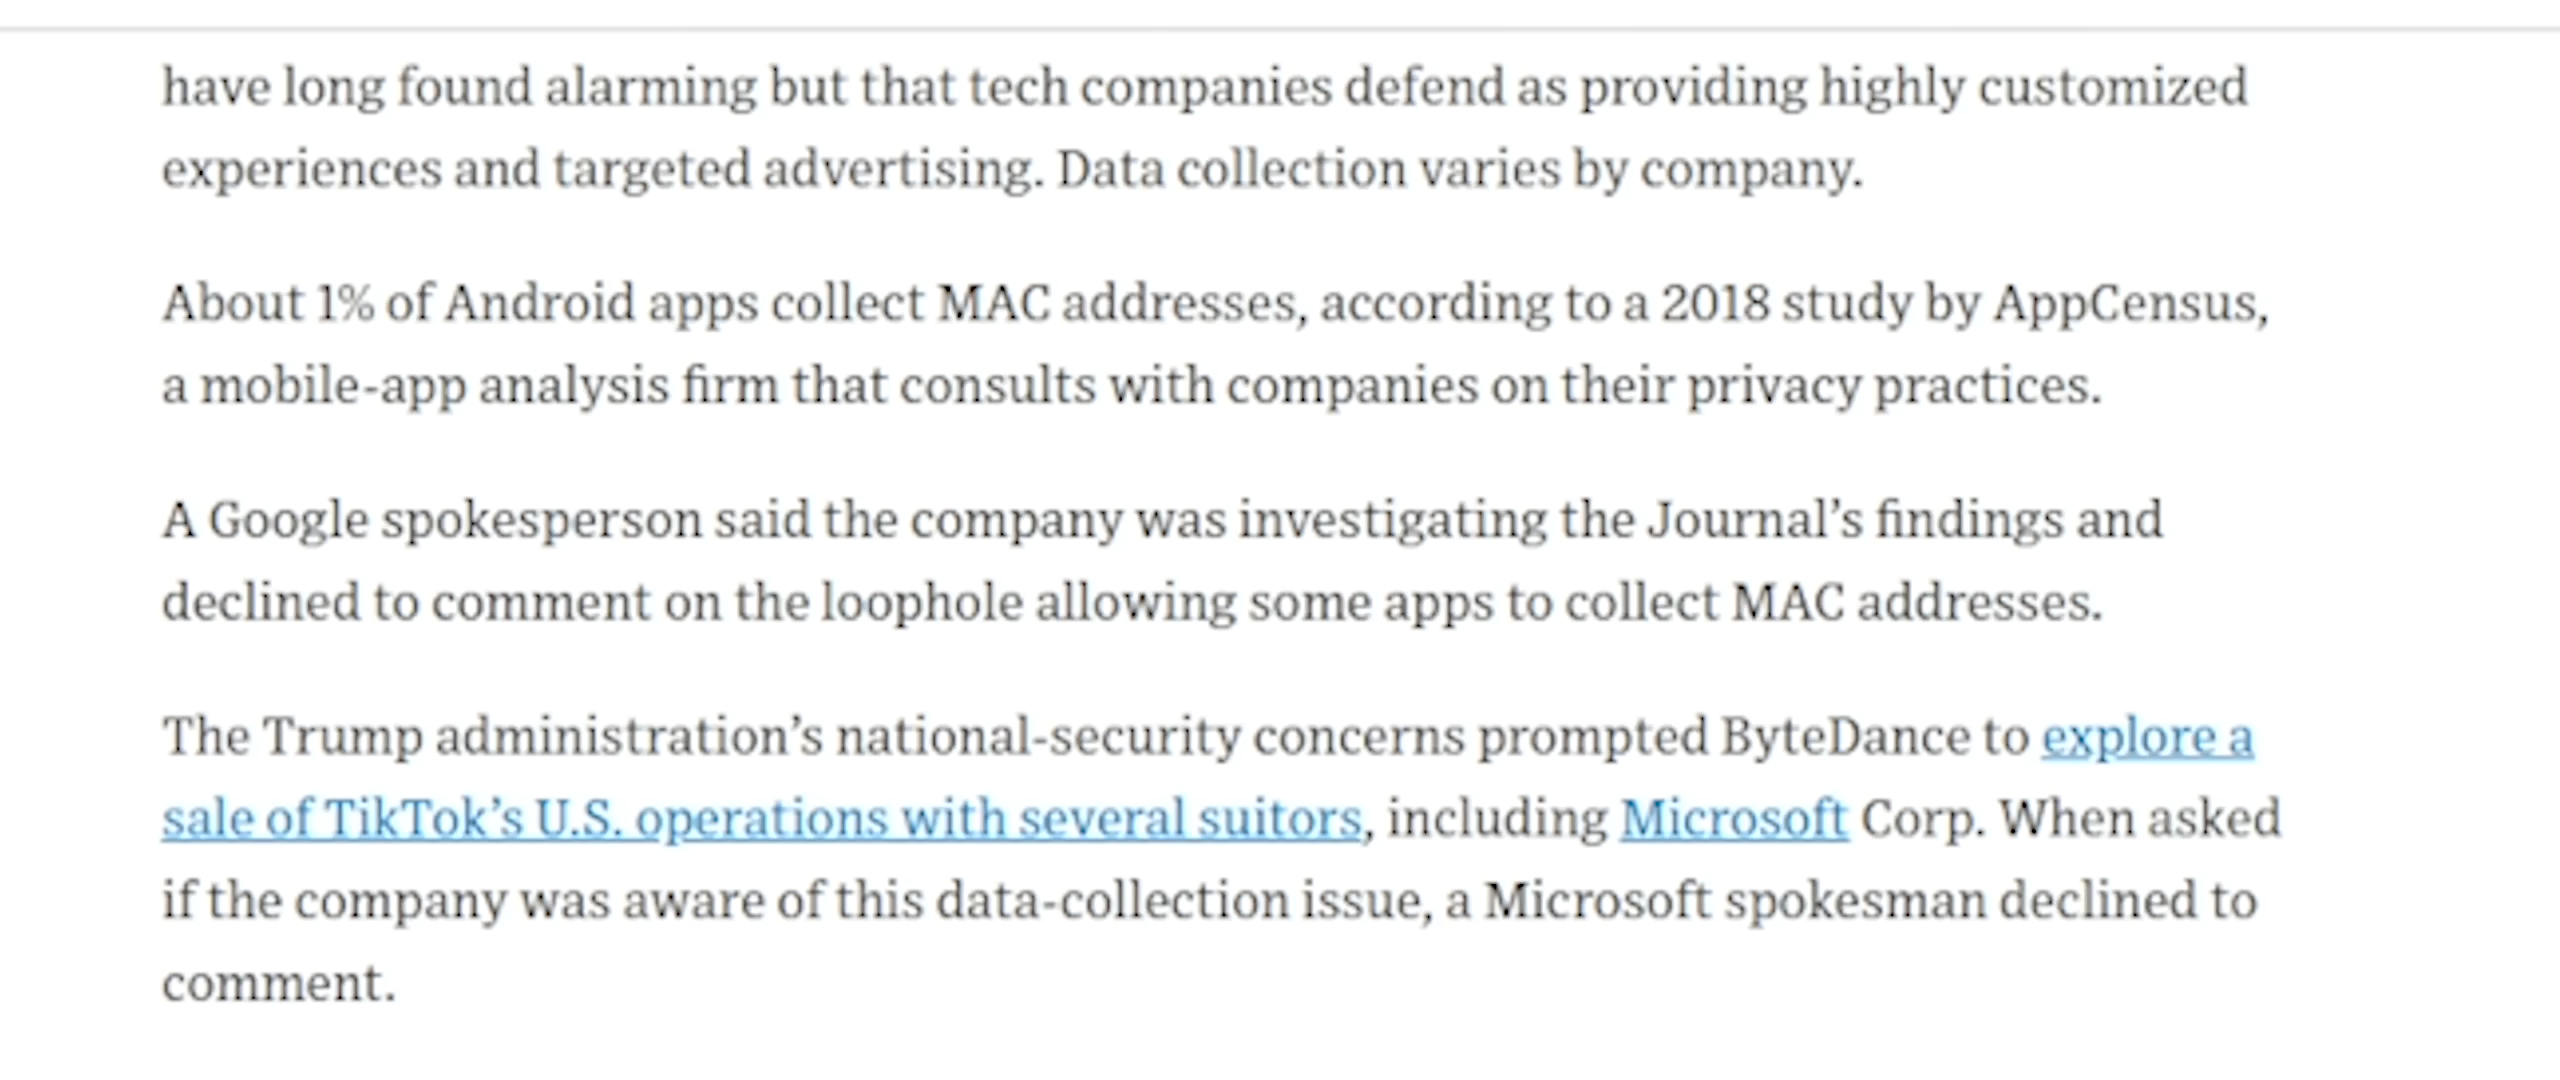 have long found alarming but that tech companies defend as providing highly customized
experiences and targeted advertising. Data collection varies by company.
About 1% of Android apps collect MAC addresses, according to a 2018 study by AppCensus,
a mobile-app analysis firm that consults with companies on their privacy practices.
A Google spokesperson said the company was investigating the Journal’s findings and
declined to comment on the loophole allowing some apps to collect MAC addresses.
The Trump administration’s national-security concerns prompted ByteDance to explore a
sale of TikTok’s U.S. operations with several suitors, including Microsoft Corp. When asked
if the company was aware of this data-collection issue, a Microsoft spokesman declined to
comment.